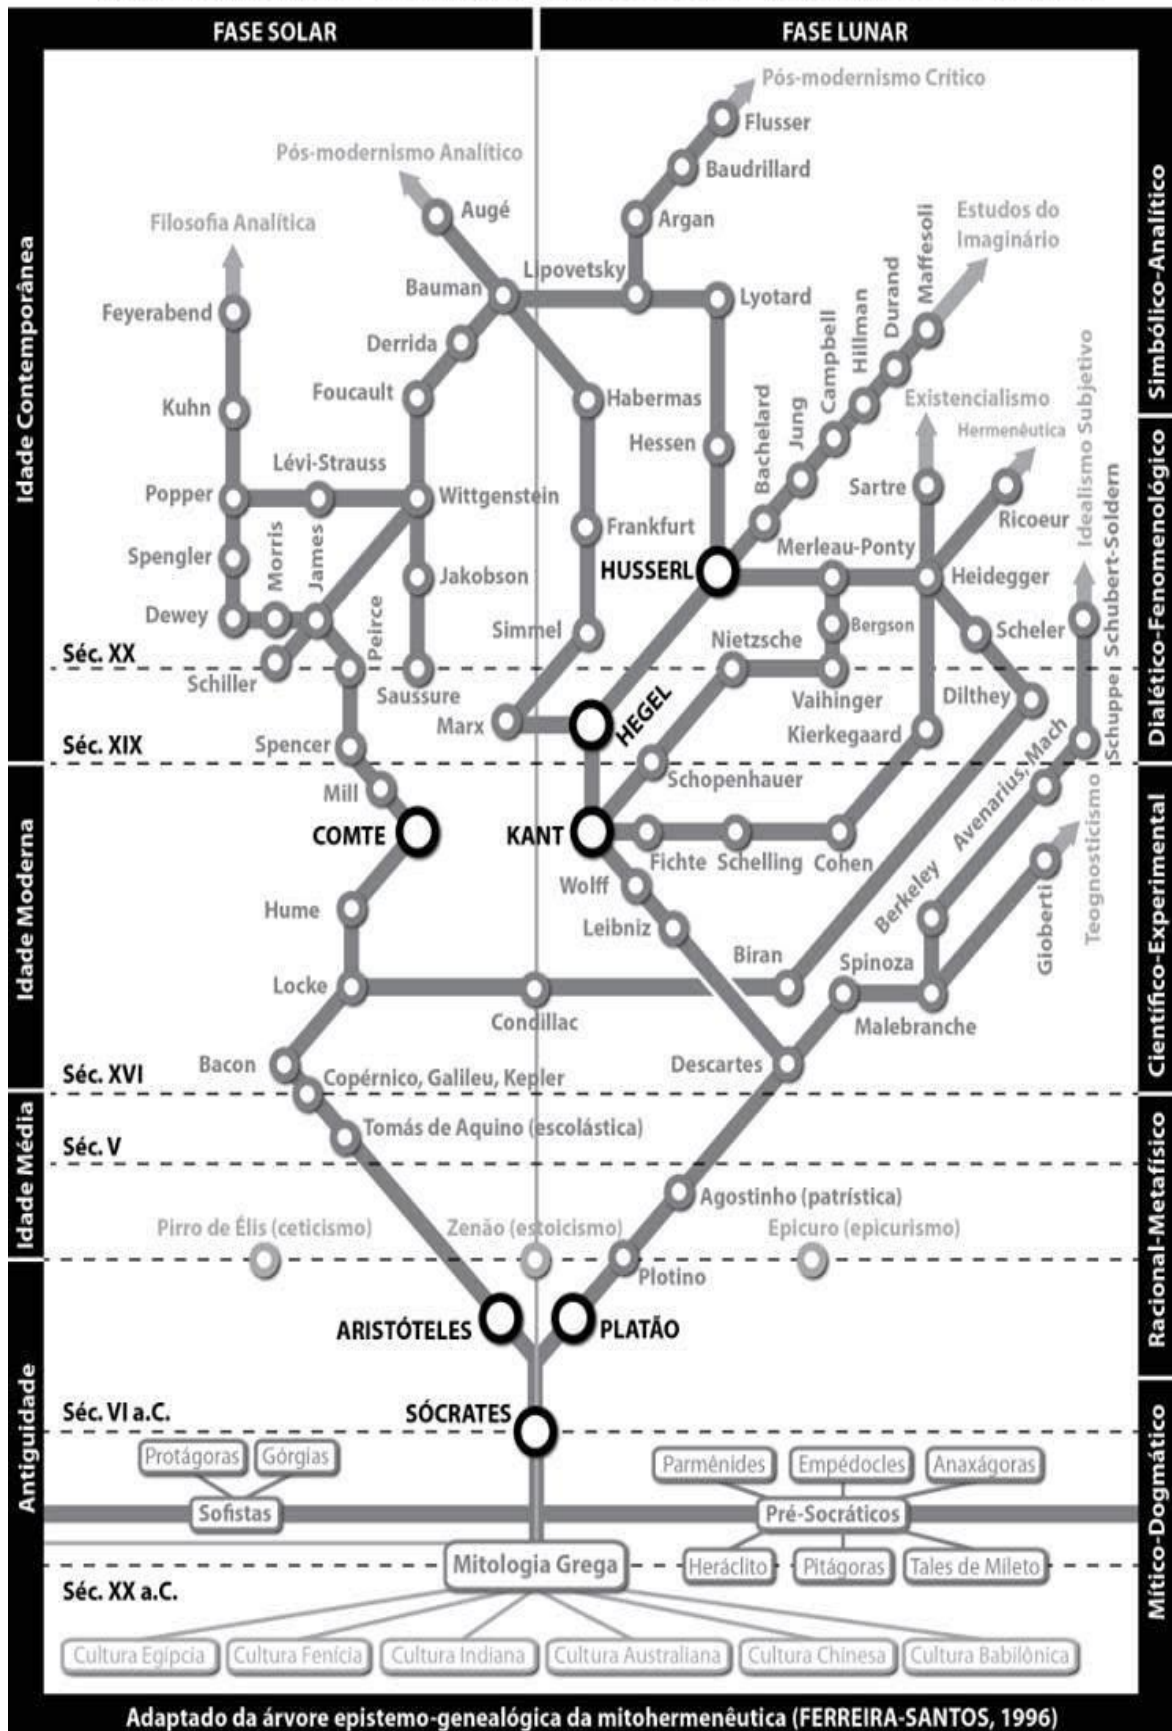 FASE SOLAR
FASE LUNAR
Pós-modernismo Crítico
Flusser
Pós-modernismo Analítico
Baudrillard
Augé
Argan
Estudos do
Imaginário
Filosofia Analítica
Lipovetsky
Bauman
Lyotard
Maffesoli
Durand
Hillman
Campbell
Jung
Bachelard
Feyerabend
Derrida
Foucault
Habermas
Existencialismo
Kuhn
Hessen
Hermenêutica
Idealismo Subjetivo
Lévi-Strauss
Popper
Wittgenstein
Sartre
Ricoeur
Morris
James
Frankfurt
Merleau-Ponty
Spengler
HUSSERL
Jakobson
Heidegger
Schuppe, Schubert-Soldern
Dewey
Peirce
Simmel
Nietzsche
Bergson
Scheler
Séc. XX
Schiller
Saussure
Vaihinger
Dilthey
Marx
HEGEL
Kierkegaard
Séc. XIX
Spencer
Schopenhauer
Avenarius, Mach
Mill
COMTE
KANT
Fichte
Schelling
Cohen
Teognosticismo
Wolff
Berkeley
Hume
Leibniz
Gioberti
Biran
Spinoza
Locke
Condillac
Malebranche
Bacon
Descartes
Séc. XVI
Copérnico, Galileu, Kepler
Tomás de Aquino (escolástica)
Séc. V
Agostinho (patrística)
Pirro de Élis (ceticismo)
Zenão (estoicismo)
Epicuro (epicurismo)
Plotino
ARISTÓTELES
PLATÃO
Séc. VI a.C.
SÓCRATES
Protágoras
Górgias
Parmênides
Empédocles
Anaxágoras
Sofistas
Pré-Socráticos
Mitologia Grega
Heráclito
Pitágoras
Tales de Mileto
Séc. XX a.C.
Cultura Egípcia
Cultura Fenícia
Cultura Indiana
Cultura Australiana
Cultura Chinesa
Cultura Babilônica
Idade Contemporânea
Idade Moderna
Idade Média
Antiguidade
Simbólico-Analítico
Dialético-Fenomenológico
Científico-Experimental
Racional-Metafísico
Mítico-Dogmático
Adaptado da árvore epistemo-genealógica da mitohermenêutica (FERREIRA-SANTOS, 1996)